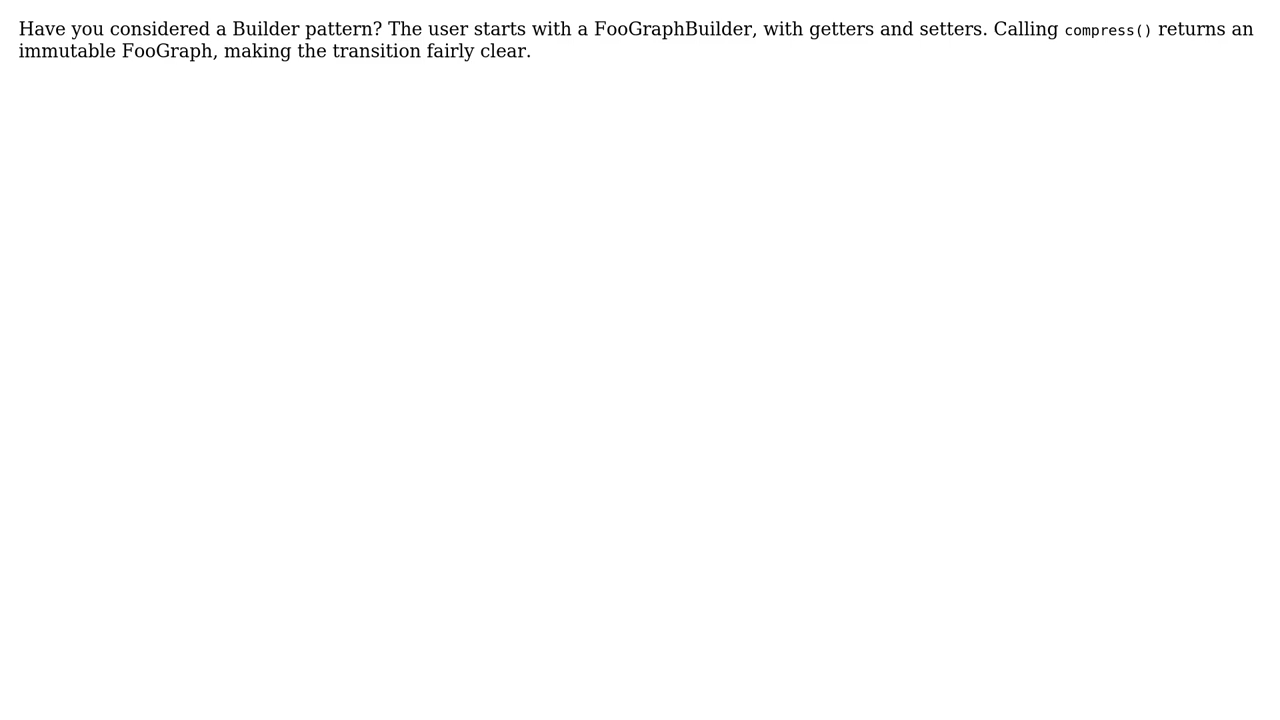 Have you considered a Builder pattern? The user starts with a FooGraphBuilder, with getters and setters. Calling compress() returns an
immutable FooGraph, making the transition fairly clear.